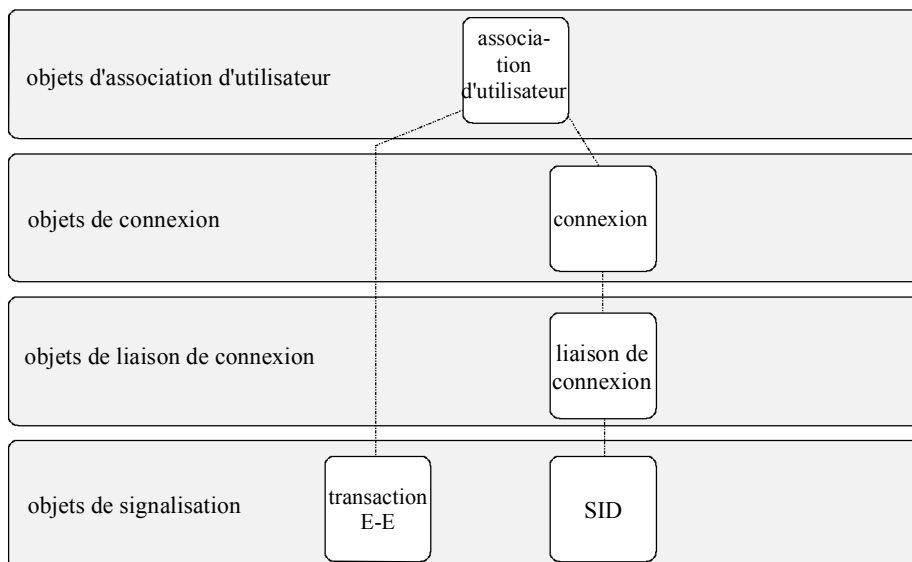 associa-
tion
d'utilisateur
objets d'association d'utilisateur
objets de connexion
connexion
objets de liaison de connexion
liaison de
connexion
objets de signalisation
transaction
E-E
SID